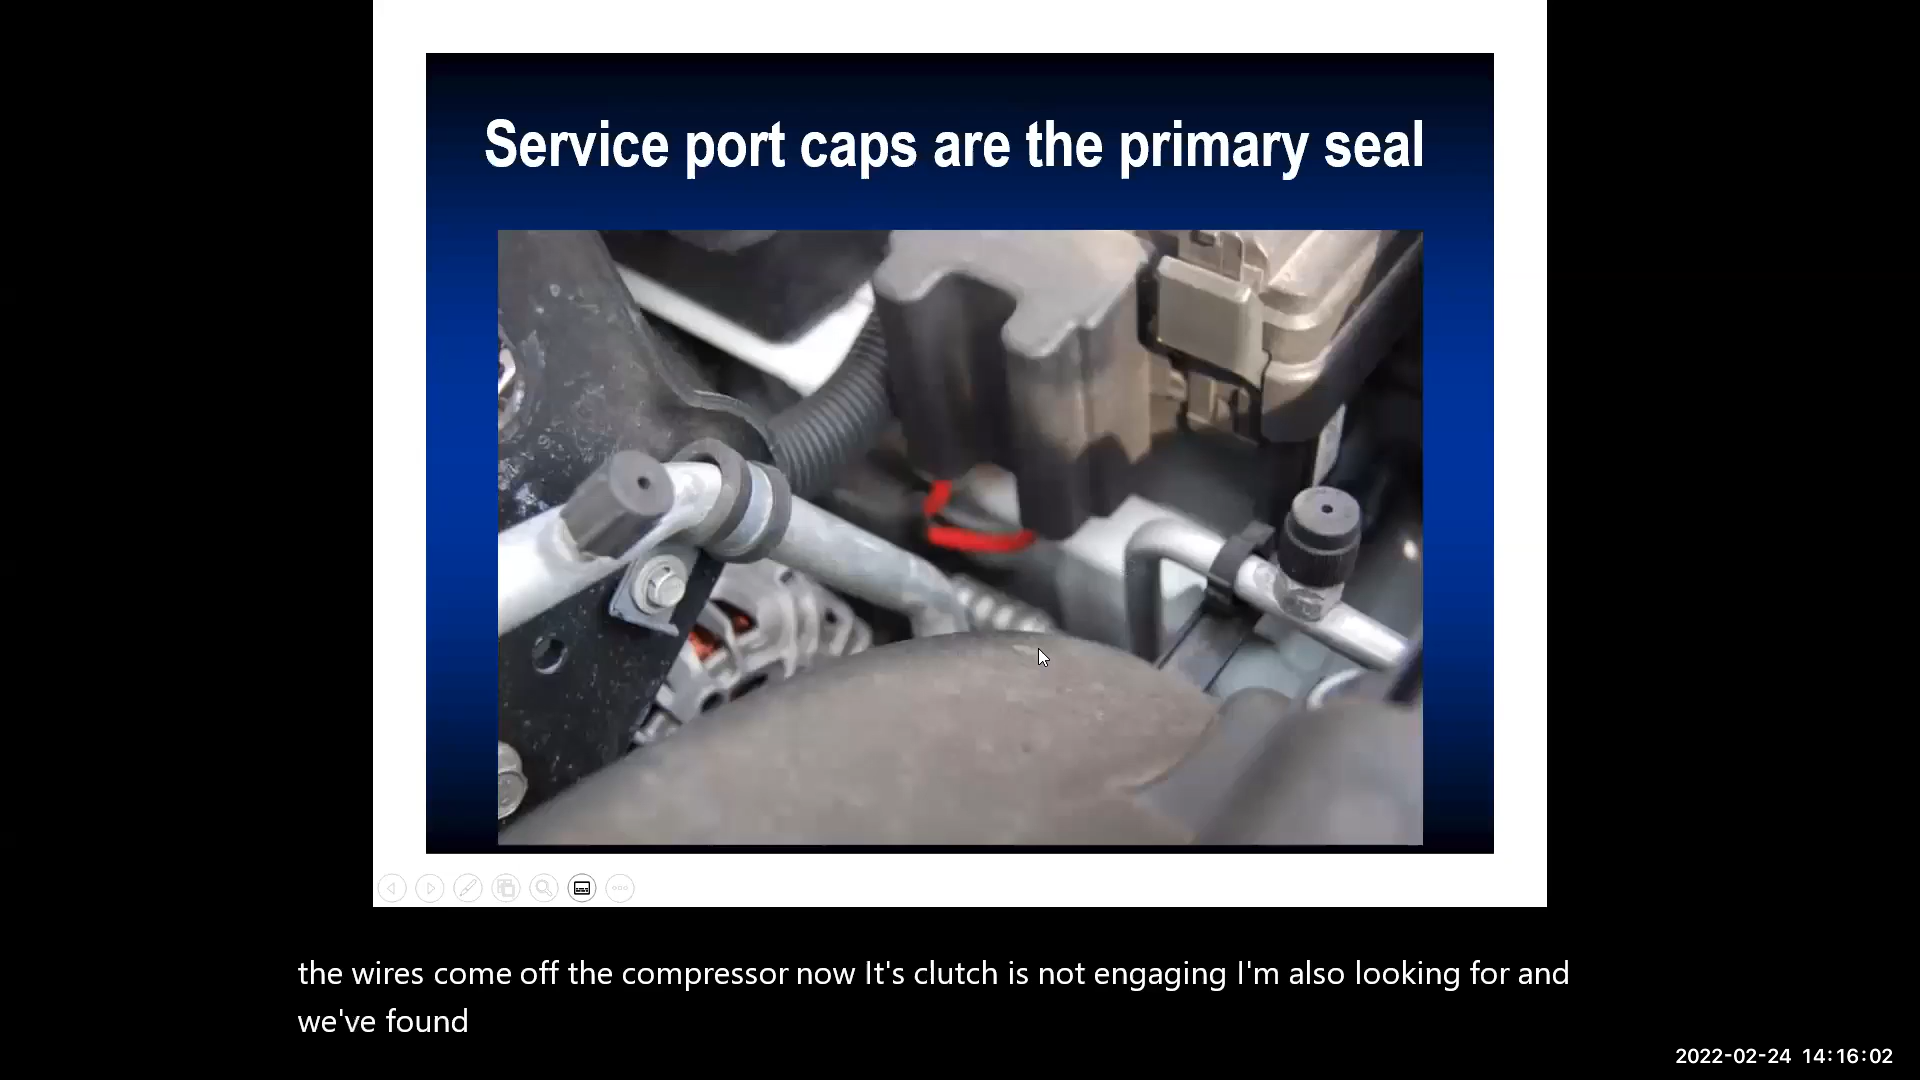 Service port caps are the primary seal
the wires come off the compressor now It's clutch is not engaging I'm also looking for and
we've found
2022-02-24 14:16:02